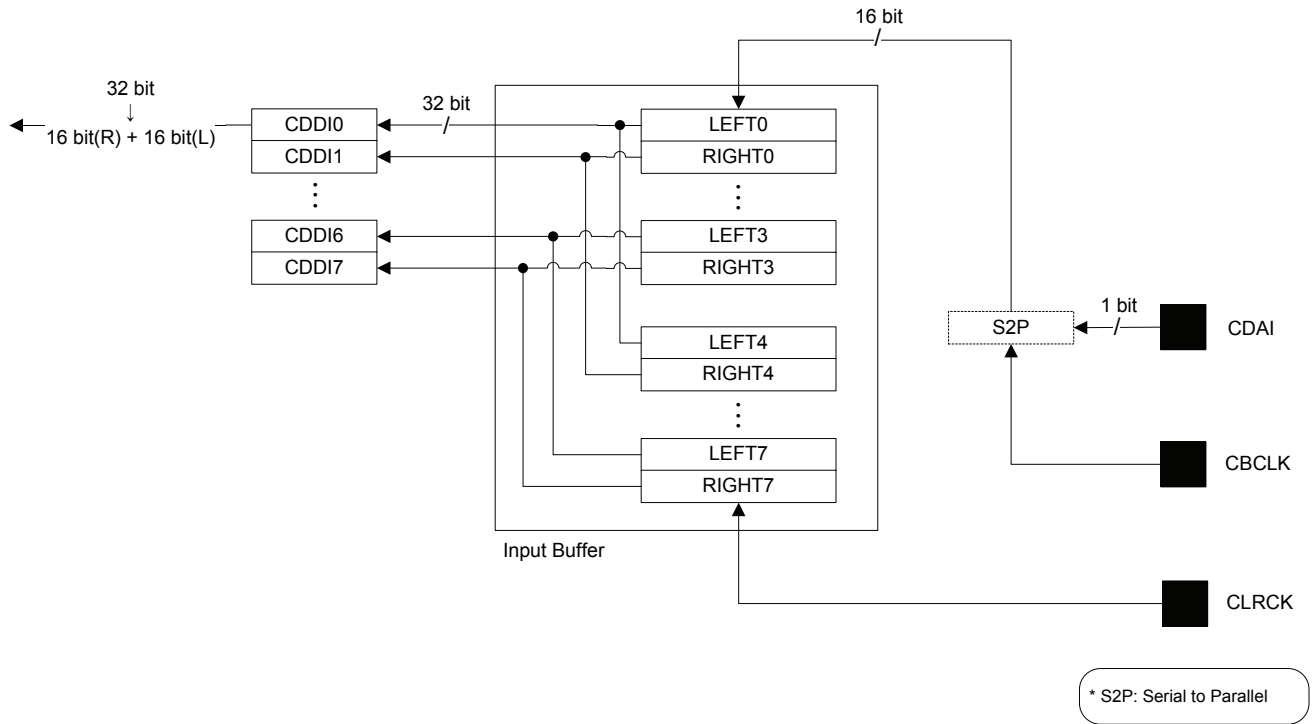 16 bit
32 bit
↓
16 bit(R) + 16 bit(L)
32 bit
CDDI0
CDDI1
⋮
CDDI6
CDDI7
LEFT0
RIGHT0
⋮
LEFT3
RIGHT3
LEFT4
RIGHT4
⋮
LEFT7
RIGHT7
Input Buffer
S2P
1 bit
CDAI
CBCLK
CLRCK
* S2P: Serial to Parallel